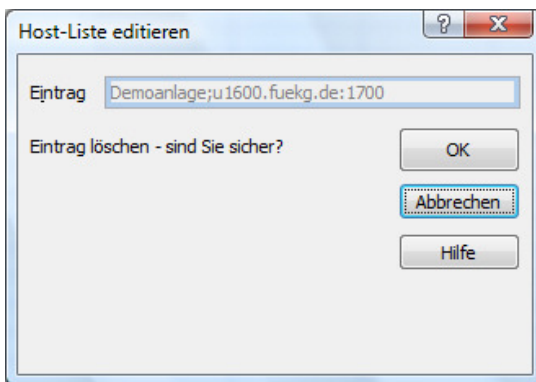 Host-Liste editieren
Eintrag Demoanlage;u1600.fuekg.de:1700
Eintrag löschen - sind Sie sicher?
OK
Abbrechen
Hilfe